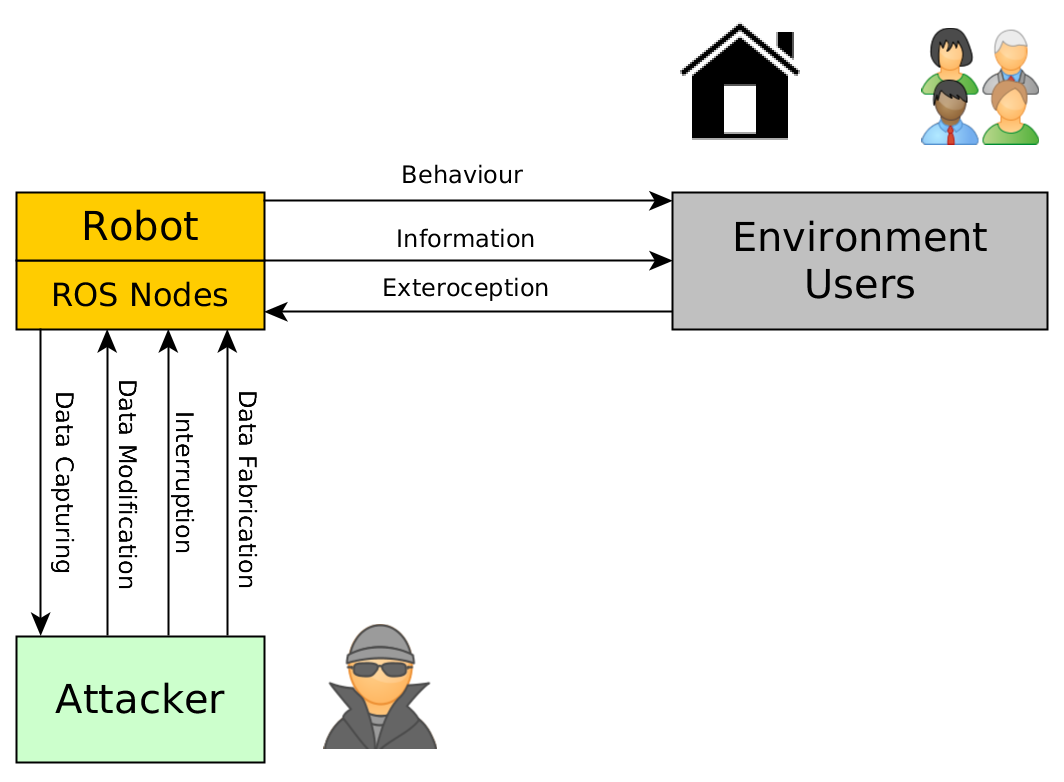 Behaviour
Robot
Information
Environment
Users
Exteroception
ROS Nodes
Data Capturing
Data Modification
Interruption
Data Fabrication
Attacker